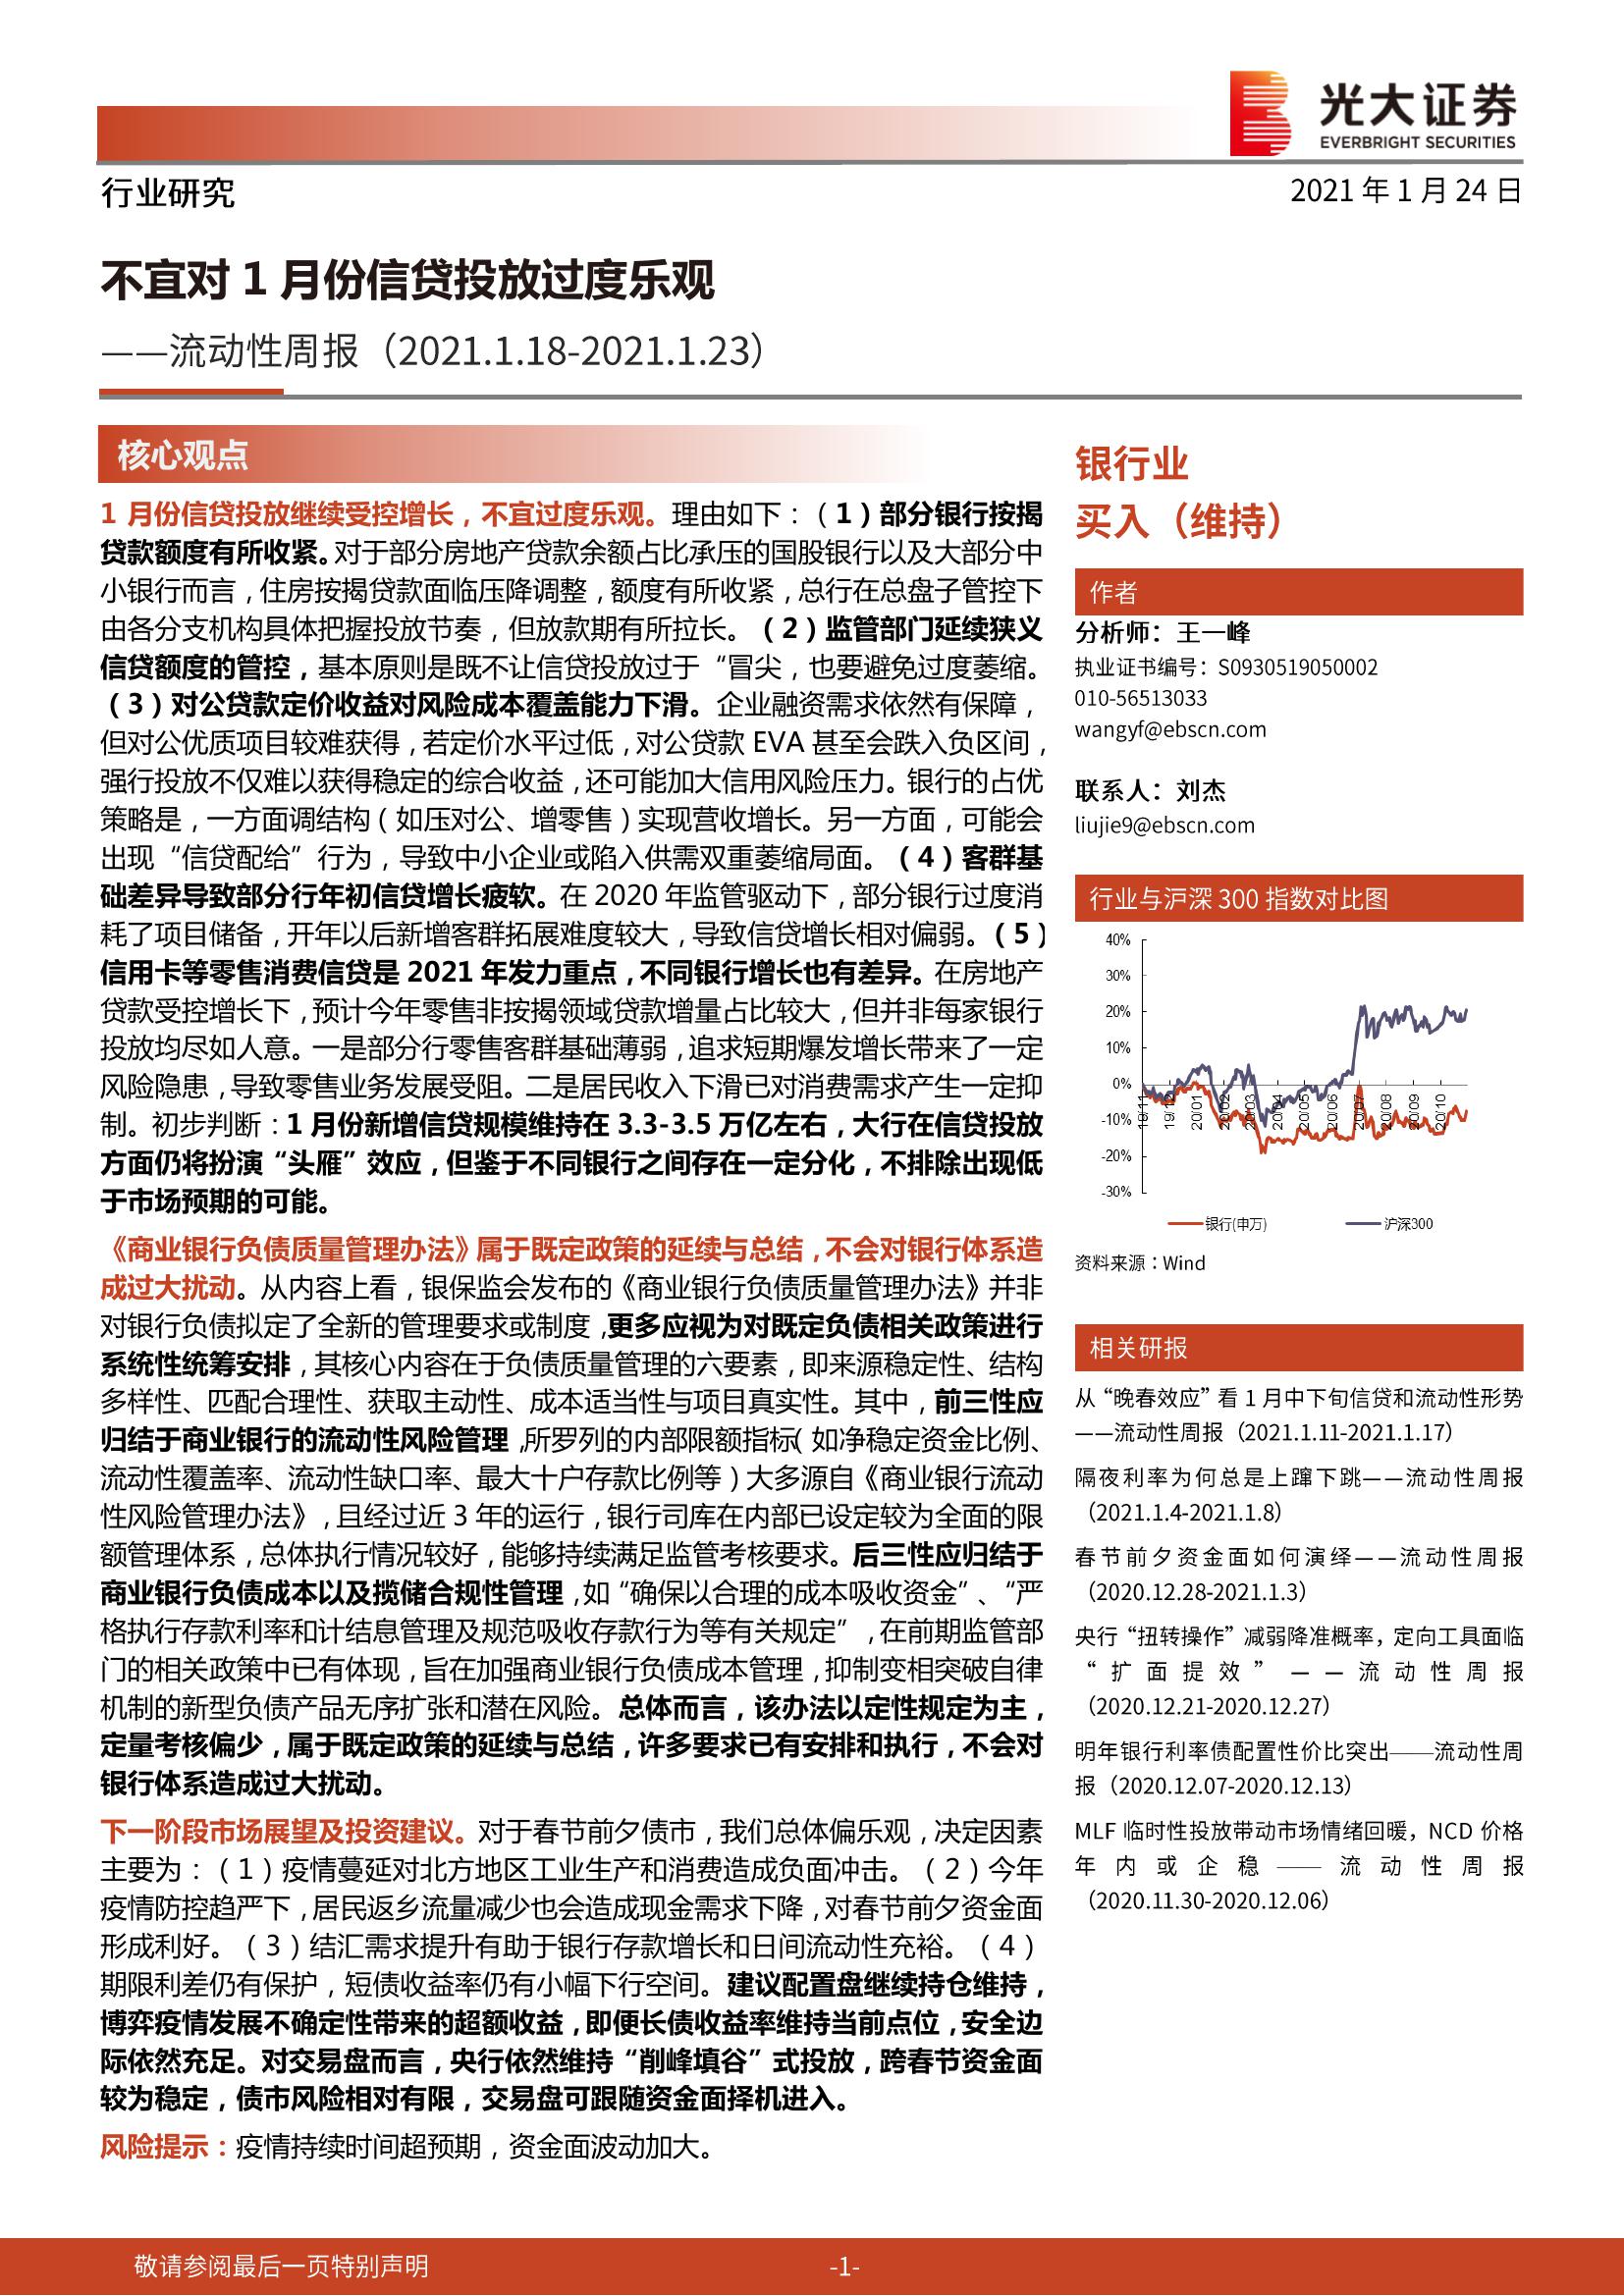 光大证券
EVERBRIGHT SECURITIES
行业研究
2021 年 1 月 24 日
不宜对 1 月份信贷投放过度乐观
——流动性周报（2021.1.18-2021.1.23）
核心观点
1 月份信贷投放继续受控增长，不宜过度乐观。理由如下：（1）部分银行按揭
贷款额度有所收紧。对于部分房地产贷款余额占比承压的国股银行以及大部分中
小银行而言，住房按揭贷款面临压降调整，额度有所收紧，总行在总盘子管控下
由各分支机构具体把握投放节奏，但放款期有所拉长。（2）监管部门延续狭义
信贷额度的管控，基本原则是既不让信贷投放过于“冒尖，也要避免过度萎缩。
（3）对公贷款定价收益对风险成本覆盖能力下滑。企业融资需求依然有保障，
但对公优质项目较难获得，若定价水平过低，对公贷款 EVA 甚至会跌入负区间，
强行投放不仅难以获得稳定的综合收益，还可能加大信用风险压力。银行的占优
策略是，一方面调结构（如压对公、增零售）实现营收增长。另一方面，可能会
出现“信贷配给”行为，导致中小企业或陷入供需双重萎缩局面。（4）客群基
础差异导致部分行年初信贷增长疲软。在 2020 年监管驱动下，部分银行过度消
耗了项目储备，开年以后新增客群拓展难度较大，导致信贷增长相对偏弱。（5）
信用卡等零售消费信贷是 2021 年发力重点，不同银行增长也有差异。在房地产
贷款受控增长下，预计今年零售非按揭领域贷款增量占比较大，但并非每家银行
投放均尽如人意。一是部分行零售客群基础薄弱，追求短期爆发增长带来了一定
风险隐患，导致零售业务发展受阻。二是居民收入下滑已对消费需求产生一定抑
制。初步判断：1 月份新增信贷规模维持在 3.3-3.5 万亿左右，大行在信贷投放
方面仍将扮演“头雁”效应，但鉴于不同银行之间存在一定分化，不排除出现低
于市场预期的可能。
《商业银行负债质量管理办法》属于既定政策的延续与总结，不会对银行体系造
成过大扰动。从内容上看，银保监会发布的《商业银行负债质量管理办法》并非
对银行负债拟定了全新的管理要求或制度，更多应视为对既定负债相关政策进行
系统性统筹安排，其核心内容在于负债质量管理的六要素，即来源稳定性、结构
多样性、匹配合理性、获取主动性、成本适当性与项目真实性。其中，前三性应
归结于商业银行的流动性风险管理，所罗列的内部限额指标（如净稳定资金比例、
流动性覆盖率、流动性缺口率、最大十户存款比例等）大多源自《商业银行流动
性风险管理办法》，且经过近 3 年的运行，银行司库在内部已设定较为全面的限
额管理体系，总体执行情况较好，能够持续满足监管考核要求。后三性应归结于
商业银行负债成本以及揽储合规性管理，如“确保以合理的成本吸收资金”、“严
格执行存款利率和计结息管理及规范吸收存款行为等有关规定”，在前期监管部
门的相关政策中已有体现，旨在加强商业银行负债成本管理，抑制变相突破自律
机制的新型负债产品无序扩张和潜在风险。总体而言，该办法以定性规定为主，
定量考核偏少，属于既定政策的延续与总结，许多要求已有安排和执行，不会对
银行体系造成过大扰动。
下一阶段市场展望及投资建议。对于春节前夕债市，我们总体偏乐观，决定因素
主要为：（1）疫情蔓延对北方地区工业生产和消费造成负面冲击。（2）今年
疫情防控趋严下，居民返乡流量减少也会造成现金需求下降，对春节前夕资金面
形成利好。（3）结汇需求提升有助于银行存款增长和日间流动性充裕。（4）
期限利差仍有保护，短债收益率仍有小幅下行空间。建议配置盘继续持仓维持，
博弈疫情发展不确定性带来的超额收益，即便长债收益率维持当前点位，安全边
际依然充足。对交易盘而言，央行依然维持“削峰填谷”式投放，跨春节资金面
较为稳定，债市风险相对有限，交易盘可跟随资金面择机进入。
风险提示：疫情持续时间超预期，资金面波动加大。
银行业
买入（维持）
作者
分析师：王一峰
执业证书编号：S0930519050002
010-56513033
wangyf@ebscn.com
联系人：刘杰
liujie9@ebscn.com
行业与沪深 300 指数对比图
40%
30%
20%
10%
0%
-10%
-20%
-30%
19/11 19/12 20/01 20/02 20/03 20/04 20/05 20/06 20/07 20/08 20/09 20/10
银行(申万) 沪深300
资料来源：Wind
相关研报
从“晚春效应”看 1 月中下旬信贷和流动性形势
——流动性周报（2021.1.11-2021.1.17）
隔夜利率为何总是上蹿下跳——流动性周报
（2021.1.4-2021.1.8）
春节前夕资金面如何演绎——流动性周报
（2020.12.28-2021.1.3）
央行“扭转操作”减弱降准概率，定向工具面临
“扩面提效”——流动性周报
（2020.12.21-2020.12.27）
明年银行利率债配置性价比突出——流动性周
报（2020.12.07-2020.12.13）
MLF 临时性投放带动市场情绪回暖，NCD 价格
年内或企稳——流动性周报
（2020.11.30-2020.12.06）
敬请参阅最后一页特别声明
-1-